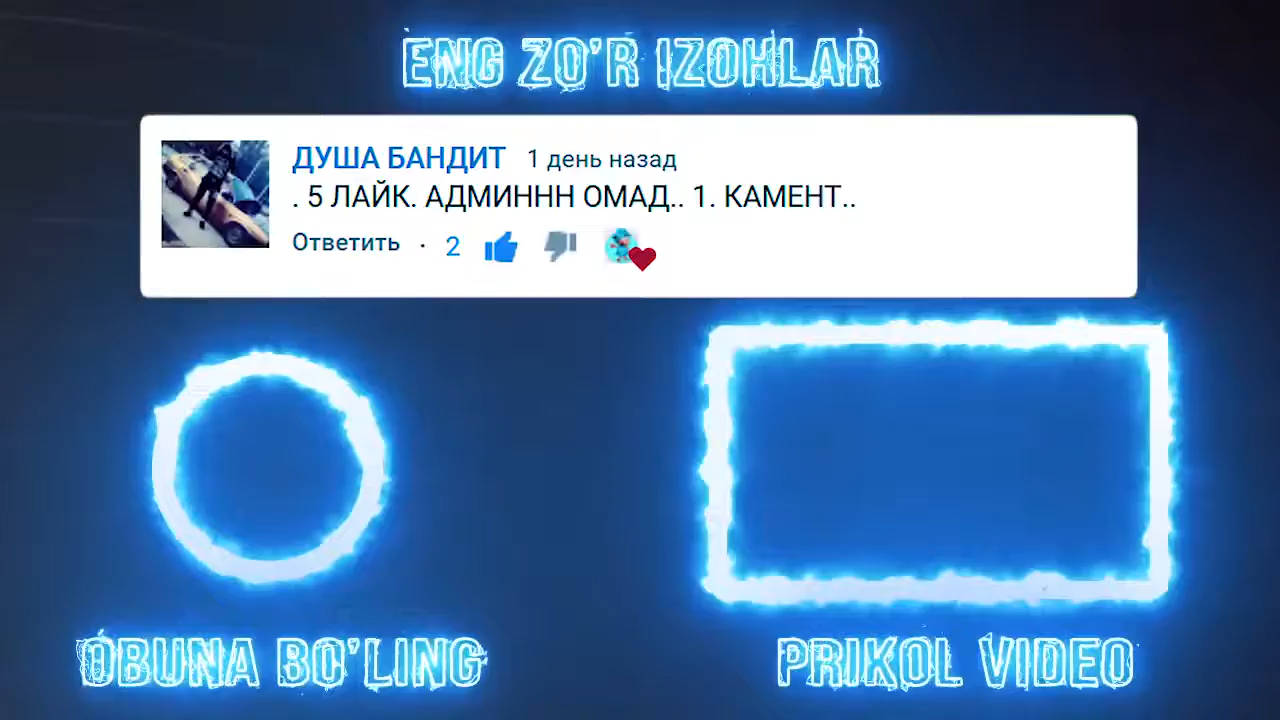 ENG ZO'R IZOHLAR
ДУША БАНДИТ 1 день назад
. 5 ЛАЙК. АДМИННН ОМАД.. 1. КАМЕНТ..
Ответить · 2
OBUNA BO'LING
PRIKOL VIDEO